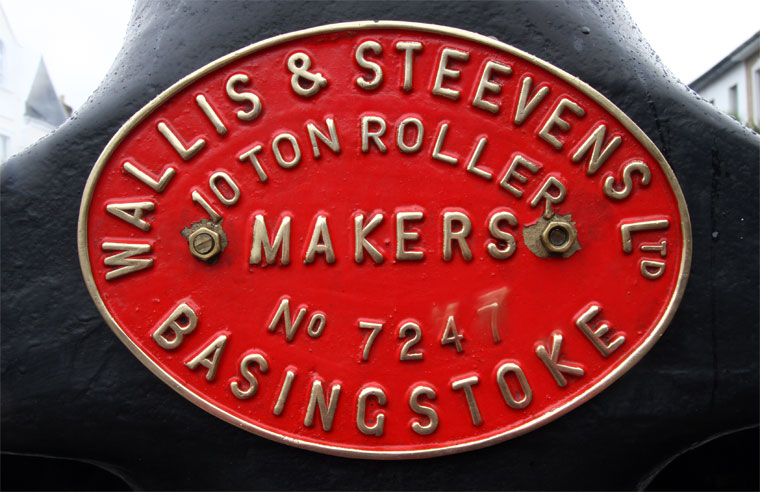 WALLIS & STEEVENS LTD
10 TON ROLLER
MAKERS
No 7247
BASINGSTOKE